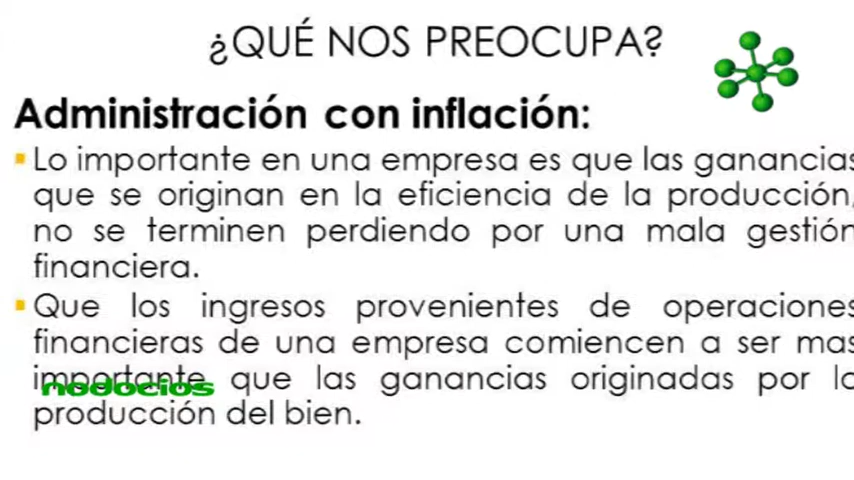 ¿QUÉ NOS PREOCUPA?
Administración con inflación:
Lo importante en una empresa es que las ganancias
que se originan en la eficiencia de la producción,
no se terminen perdiendo por una mala gestión
financiera.
Que los ingresos provenientes de operaciones
financieras de una empresa comiencen a ser mas
importante que las ganancias originadas por la
nodocios
producción del bien.